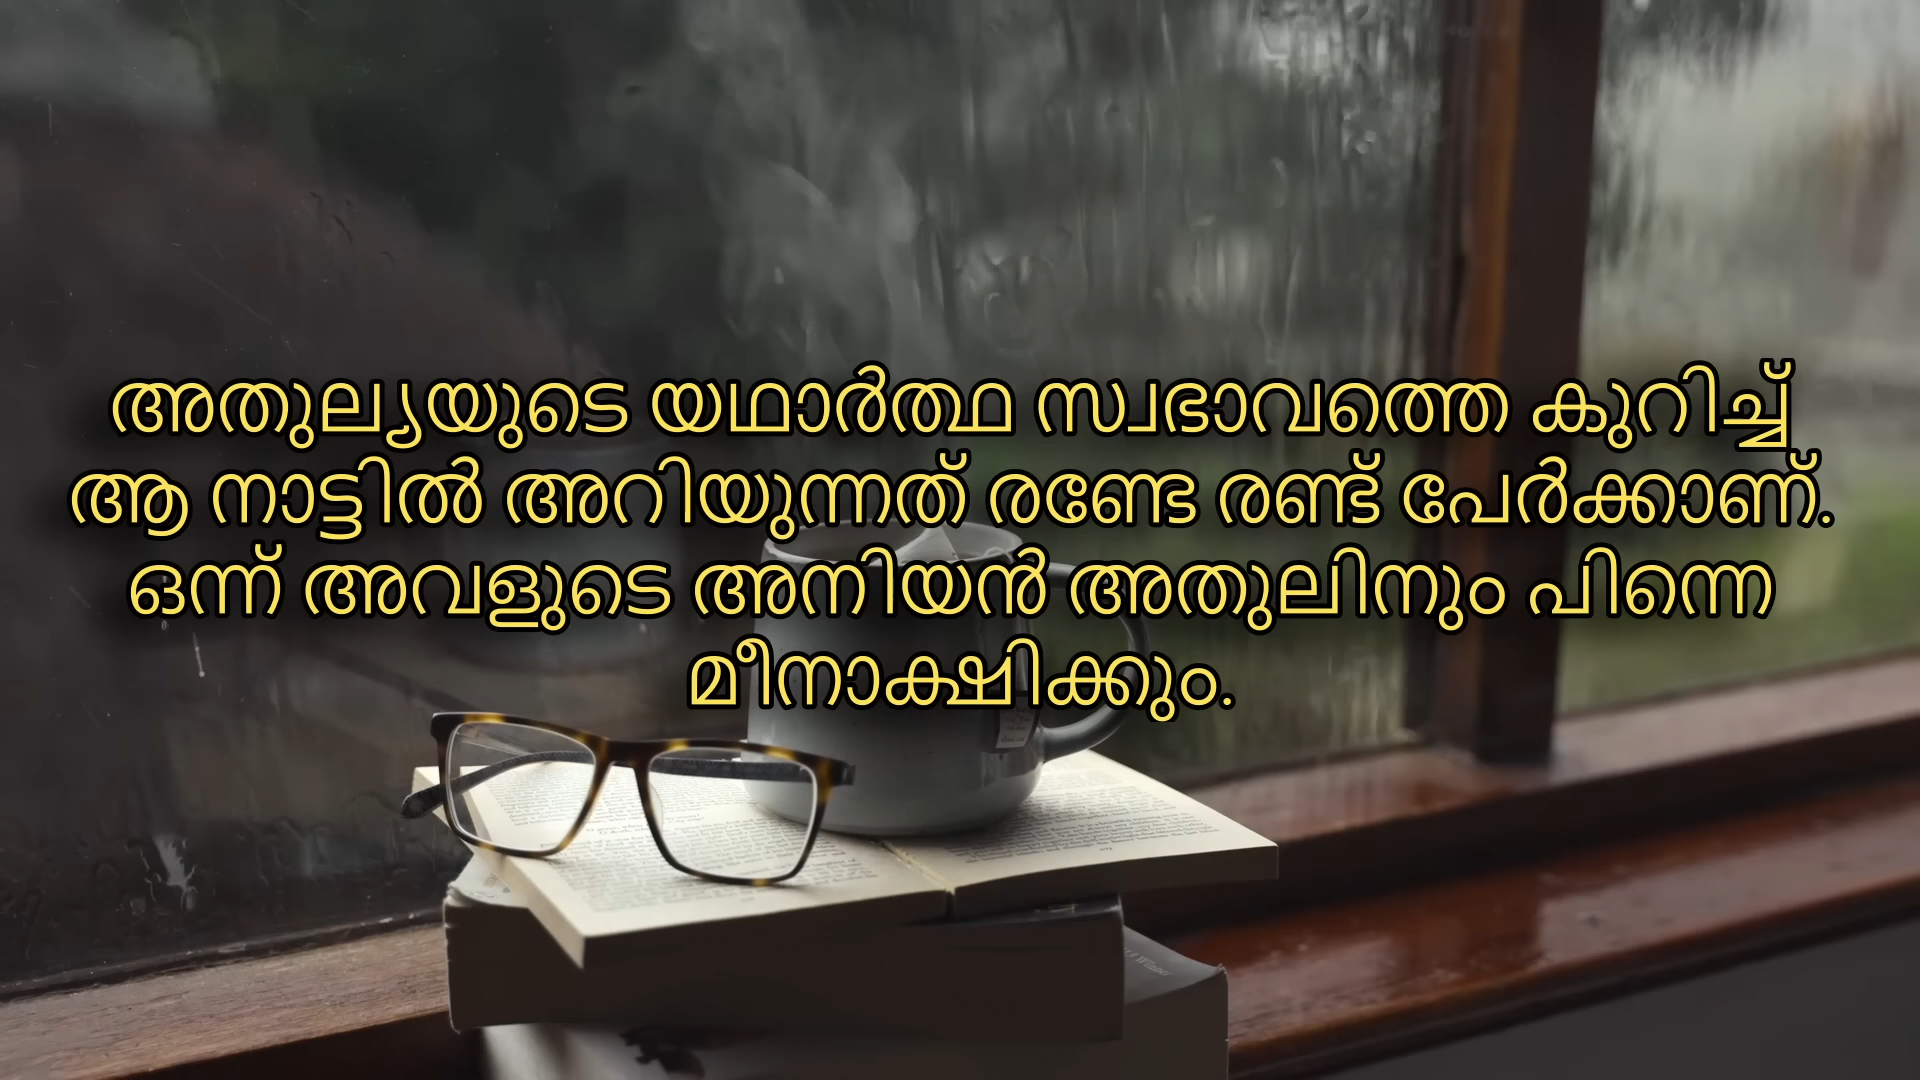 അതുല്യയുടെ യഥാർത്ഥ സ്വഭാവത്തെ കുറിച്ച്
ആ നാട്ടിൽ അറിയുന്നത് രണ്ടേ രണ്ട് പേർക്കാണ്.
ഒന്ന് അവളുടെ അനിയൻ അതുലിനും പിന്നെ
മീനാക്ഷിക്കും.